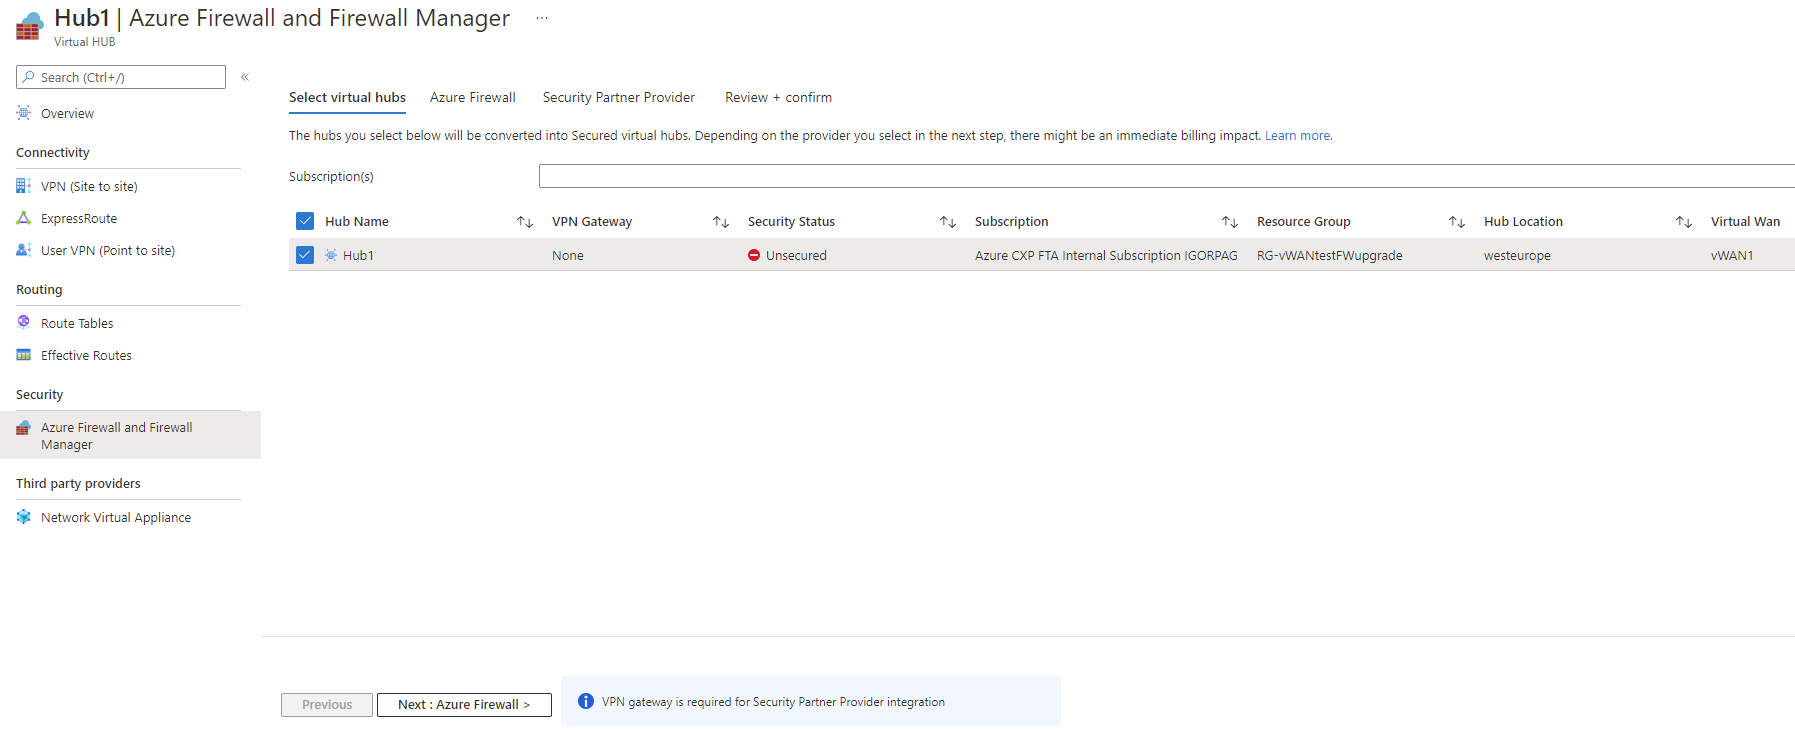 Hub1 | Azure Firewall and Firewall Manager ...
Virtual HUB
Search (Ctrl+/)
«
Overview
Connectivity
VPN (Site to site)
ExpressRoute
User VPN (Point to site)
Routing
Route Tables
Effective Routes
Security
Azure Firewall and Firewall
Manager
Third party providers
Network Virtual Appliance
Select virtual hubs Azure Firewall Security Partner Provider Review + confirm
The hubs you select below will be converted into Secured virtual hubs. Depending on the provider you select in the next step, there might be an immediate billing impact. Learn more.
Subscription(s)
Hub Name VPN Gateway Security Status Subscription Resource Group Hub Location Virtual Wan
Hub1 None Unsecured Azure CXP FTA Internal Subscription IGORPAG RG-vWANtestFWupgrade westeurope vWAN1
Previous Next : Azure Firewall > VPN gateway is required for Security Partner Provider integration